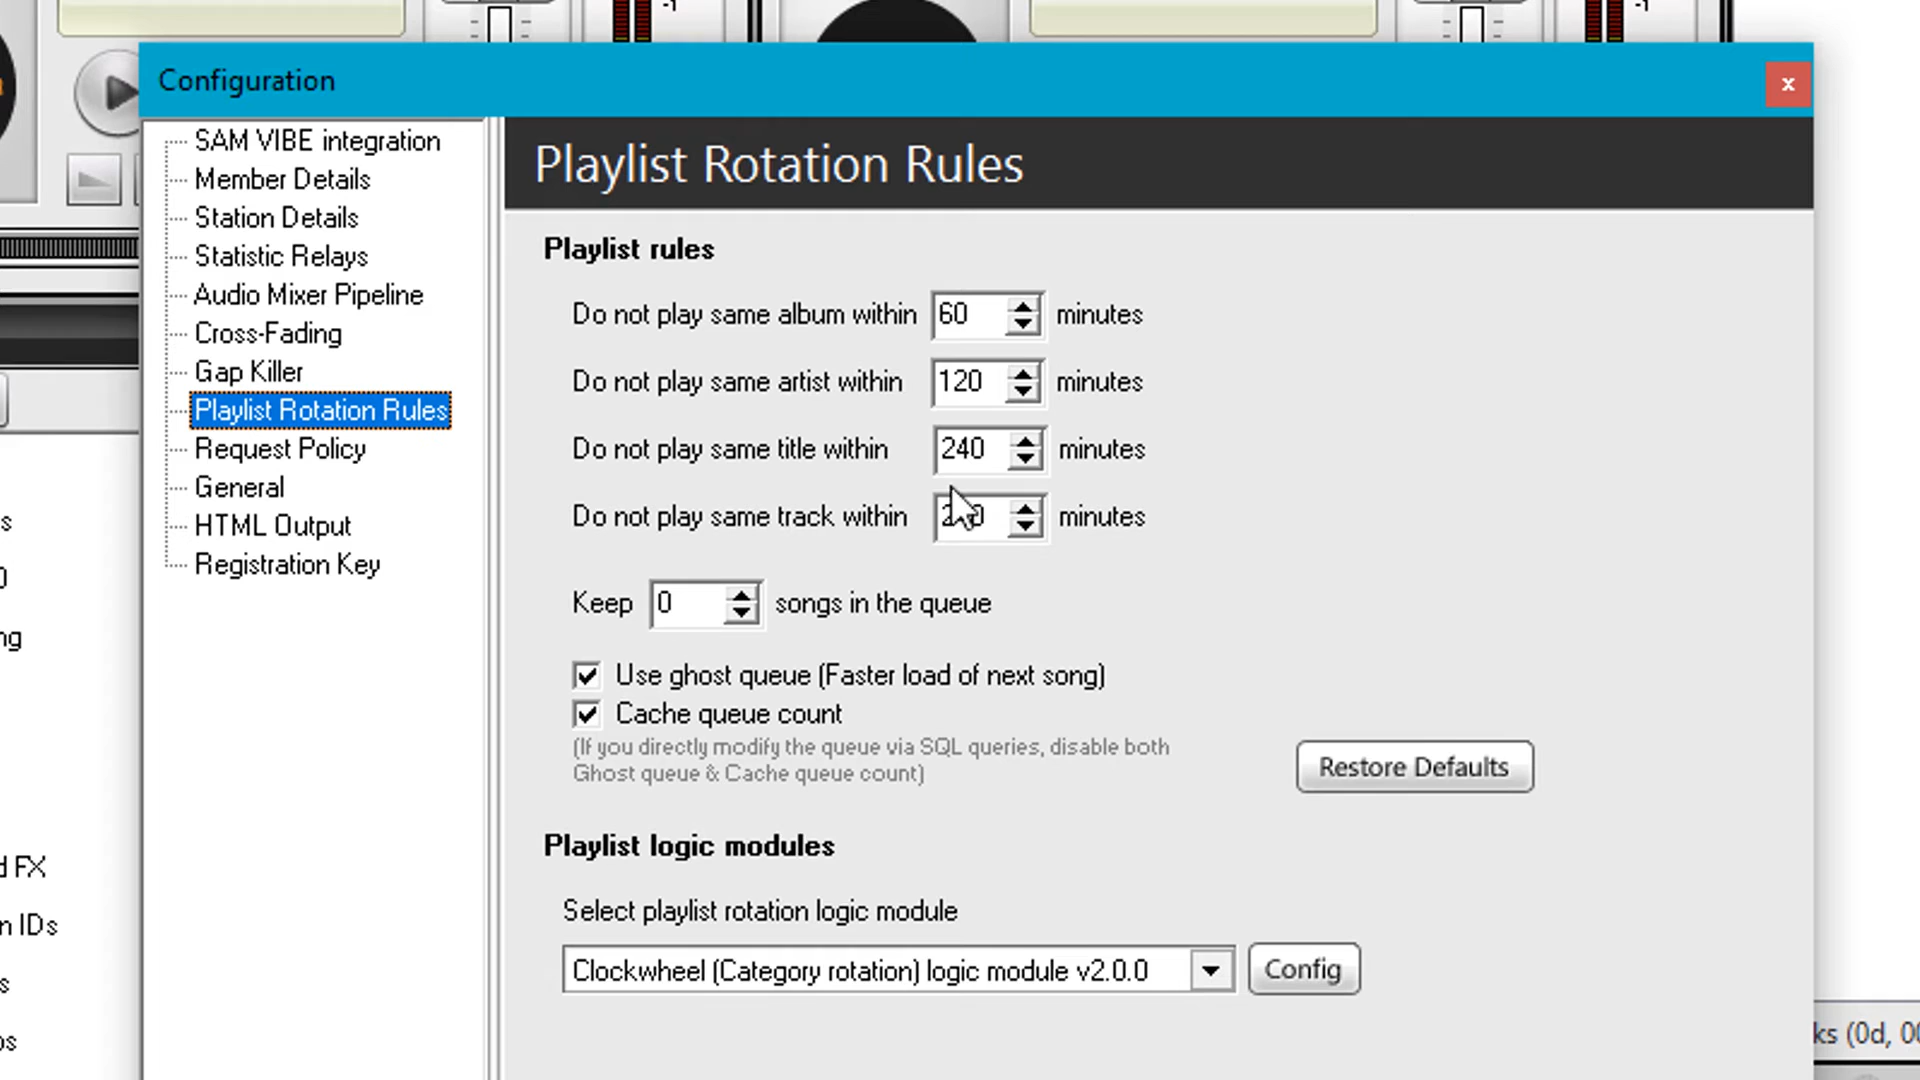 -1
-1
Configuration
x
SAM VIBE integration
Member Details
Station Details
Statistic Relays
Audio Mixer Pipeline
Cross-Fading
Gap Killer
Playlist Rotation Rules
Request Policy
General
HTML Output
Registration Key
Playlist Rotation Rules
Playlist rules
Do not play same album within 60 minutes
Do not play same artist within 120 minutes
Do not play same title within 240 minutes
Do not play same track within minutes
Keep 0 songs in the queue
Use ghost queue (Faster load of next song)
Cache queue count
(If you directly modify the queue via SQL queries, disable both
Ghost queue & Cache queue count)
Restore Defaults
Playlist logic modules
Select playlist rotation logic module
Clockwheel (Category rotation) logic module v2.0.0
Config
d FX
n IDs
ks (0d, 00